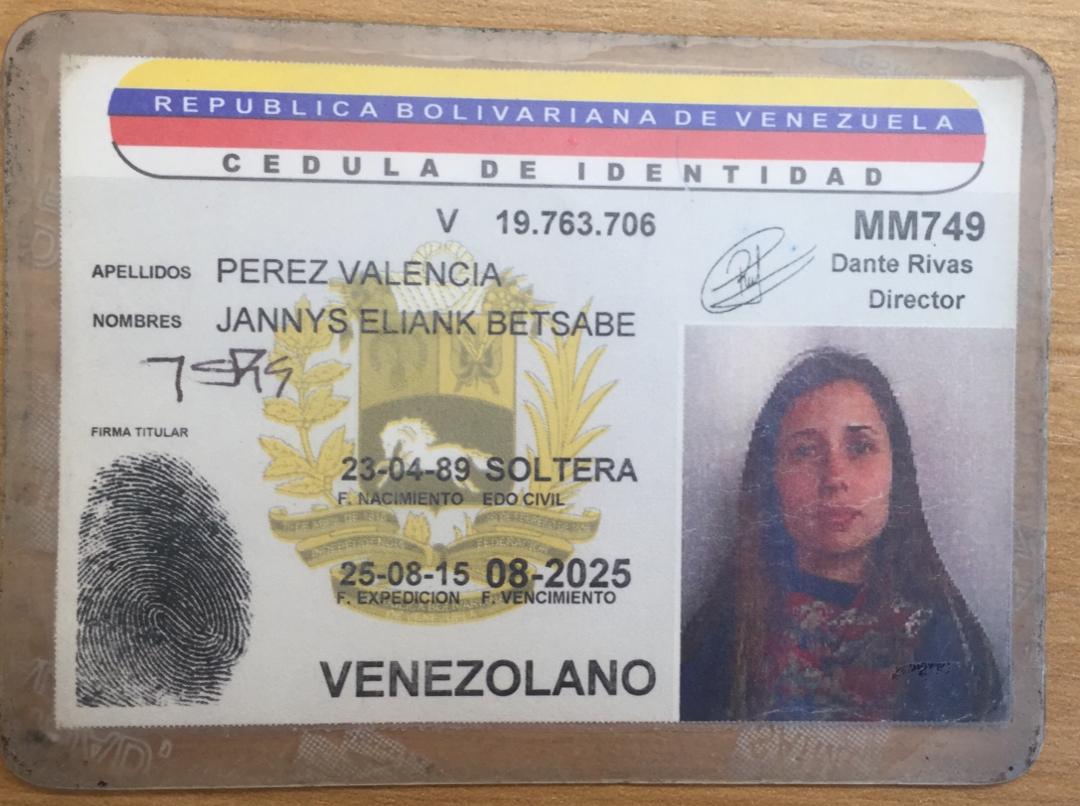 REPUBLICA BOLIVARIANA DE VENEZUELA
CEDULA DE IDENTIDAD
V 19.763.706
MM749
Dante Rivas
Director
APELLIDOS PEREZ VALENCIA
NOMBRES JANNYS ELIANK BETSABE
FIRMA TITULAR
23-04-89 SOLTERA
F. NACIMIENTO EDO CIVIL
25-08-15 08-2025
F. EXPEDICION F. VENCIMIENTO
VENEZOLANO